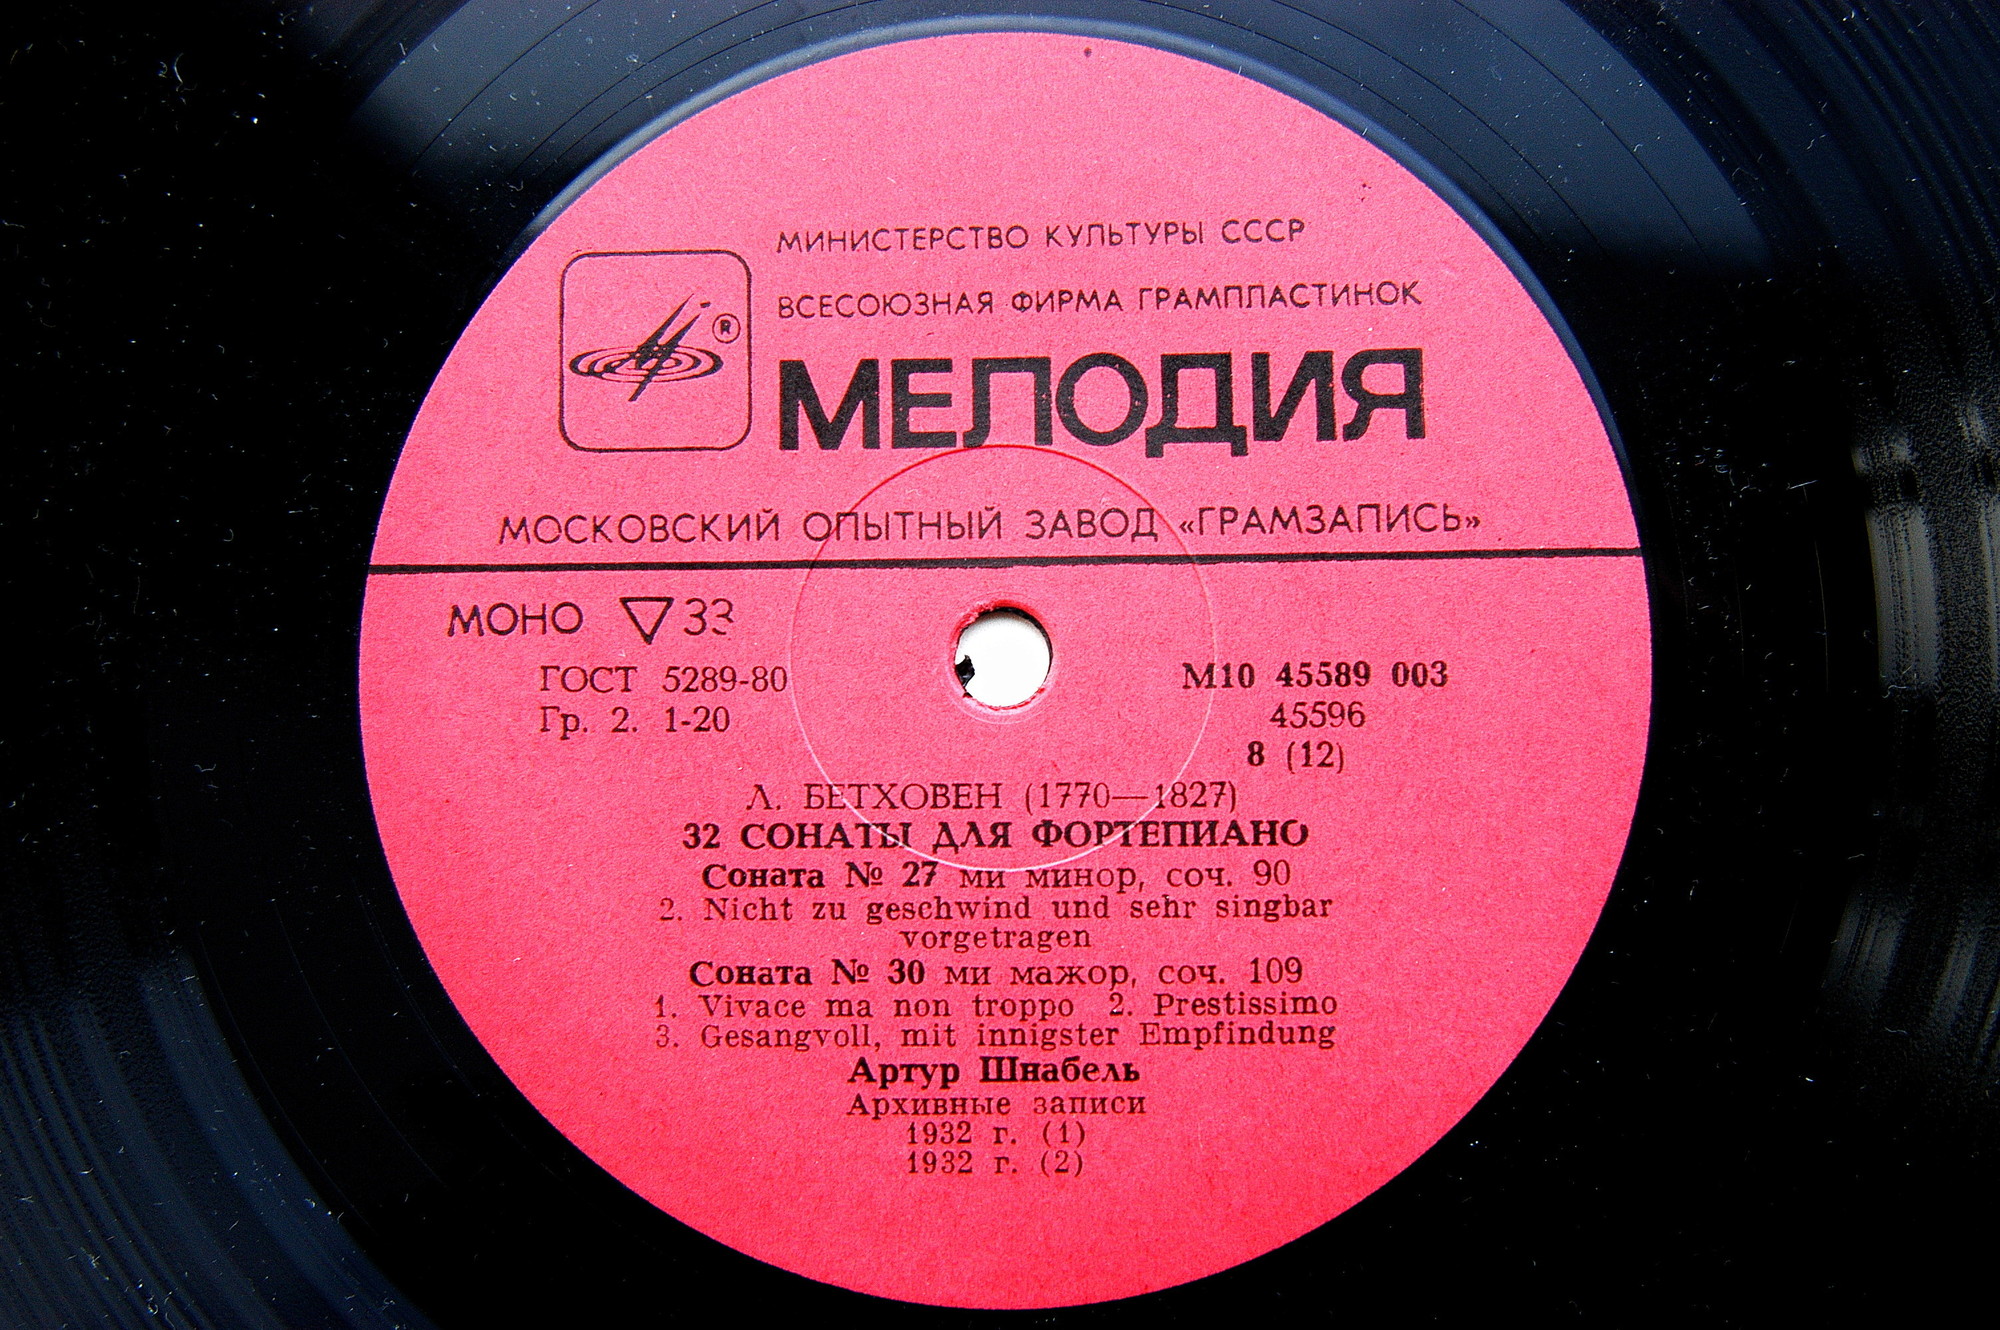 МИНИСТЕРСТВО КУЛЬТУРЫ СССР
ВСЕСОЮЗНАЯ ФИРМА ГРАМПЛАСТИНОК
®
МЕЛОДИЯ
МОСКОВСКИЙ ОПЫТНЫЙ ЗАВОД «ГРАМЗАПИСЬ»
МОНО ▽ 33
ГОСТ 5289-80
Гр. 2. 1-20
М10 45589 003
45596
8 (12)
Л. БЕТХОВЕН (1770—1827)
32 СОНАТЫ ДЛЯ ФОРТЕПИАНО
Соната № 27 ми минор, соч. 90
2. Nicht zu geschwind und sehr singbar
vorgetragen
Соната № 30 ми мажор, соч. 109
1. Vivace ma non troppo 2. Prestissimo
3. Gesangvoll, mit innigster Empfindung
Артур Шнабель
Архивные записи
1932 г. (1)
1932 г. (2)